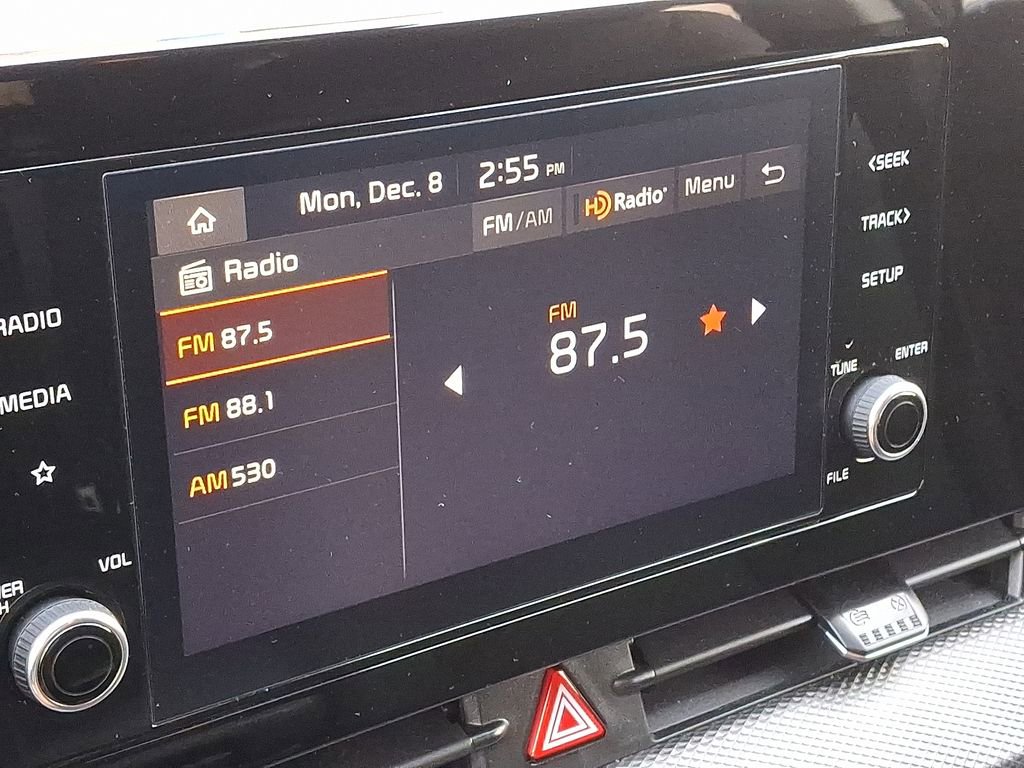 Mon, Dec. 8 2:55 PM
FM/AM HD Radio Menu
Radio
FM 87.5
FM 88.1
AM 530
FM
87.5
RADIO
MEDIA
VOL
<SEEK
TRACK>
SETUP
TUNE
ENTER
FILE